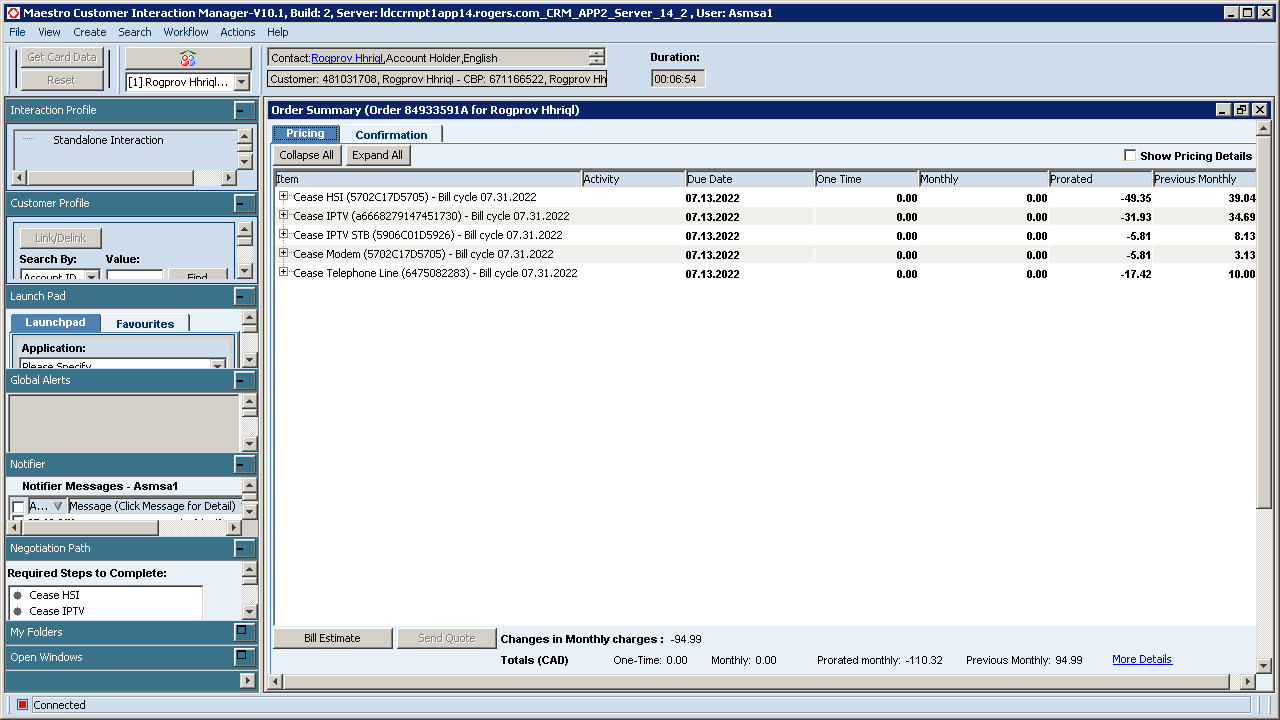 Maestro Customer Interaction Manager-V10.1, Build: 2, Server: ldccrmpt1app14.rogers.com_CRM_APP2_Server_14_2 , User: Asmsa1
File View Create Search Workflow Actions Help
Get Card Data
Reset
[1] Rogprov Hhriql...
Contact:Rogprov Hhriql,Account Holder,English
Customer: 481031708, Rogprov Hhriql - CBP: 671166522, Rogprov Hh
Duration:
00:06:54
Interaction Profile
Standalone Interaction
Customer Profile
Link/Delink
Search By: Value:
Account ID
Find
Launch Pad
Launchpad Favourites
Application:
Please Specify
Global Alerts
Notifier
Notifier Messages - Asmsa1
A... Message (Click Message for Detail)
Negotiation Path
Required Steps to Complete:
Cease HSI
Cease IPTV
My Folders
Open Windows
Order Summary (Order 84933591A for Rogprov Hhriql)
Pricing Confirmation
Collapse All Expand All Show Pricing Details
Item Activity Due Date One Time Monthly Prorated Previous Monthly
Cease HSI (5702C17D5705) - Bill cycle 07.31.2022 07.13.2022 0.00 0.00 -49.35 39.04
Cease IPTV (a6668279147451730) - Bill cycle 07.31.2022 07.13.2022 0.00 0.00 -31.93 34.69
Cease IPTV STB (5906C01D5926) - Bill cycle 07.31.2022 07.13.2022 0.00 0.00 -5.81 8.13
Cease Modem (5702C17D5705) - Bill cycle 07.31.2022 07.13.2022 0.00 0.00 -5.81 3.13
Cease Telephone Line (6475082283) - Bill cycle 07.31.2022 07.13.2022 0.00 0.00 -17.42 10.00
Bill Estimate Send Quote Changes in Monthly charges : -94.99
Totals (CAD) One-Time: 0.00 Monthly: 0.00 Prorated monthly: -110.32 Previous Monthly: 94.99 More Details
Connected